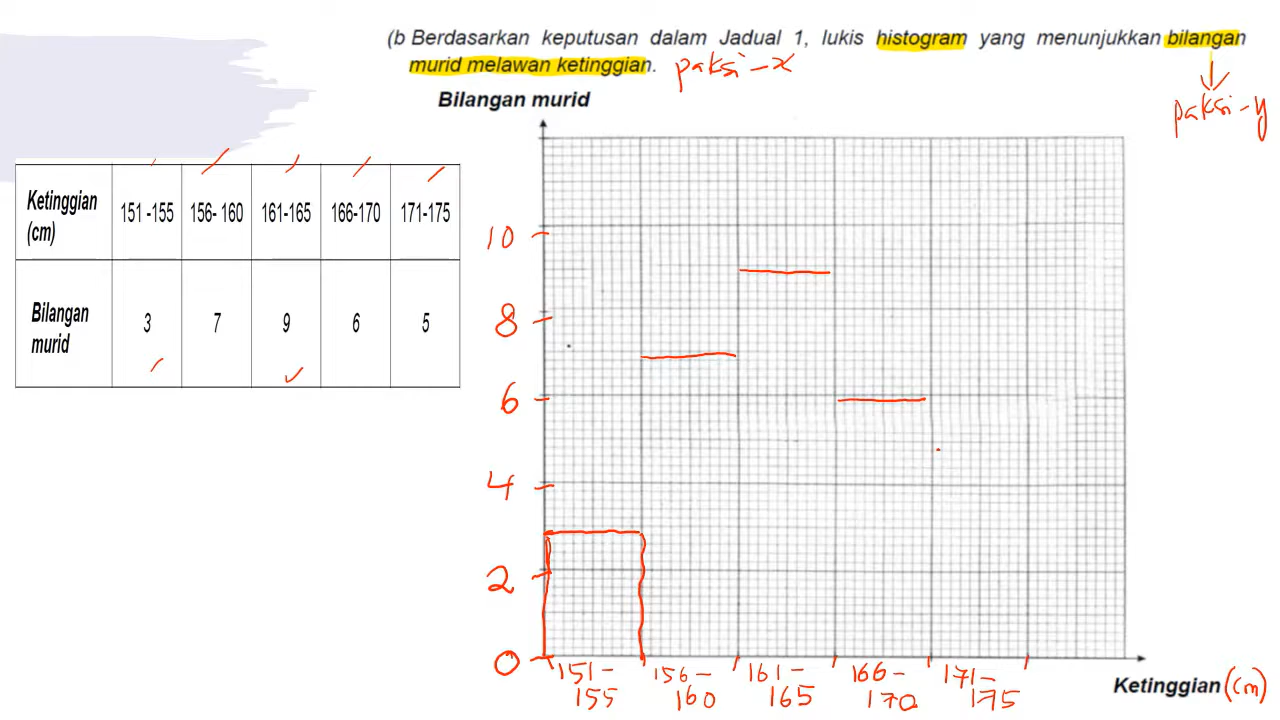 (b Berdasarkan keputusan dalam Jadual 1, lukis histogram yang menunjukkan bilangan
murid melawan ketinggian. paksi-x
paksi-y
Bilangan murid
Ketinggian
(cm)
151 -155
156- 160
161-165
166-170
171-175
Bilangan
murid
3
7
9
6
5
10
8
6
4
2
0
151-
155
156-
160
161-
165
166-
170
171-
175
Ketinggian (cm)